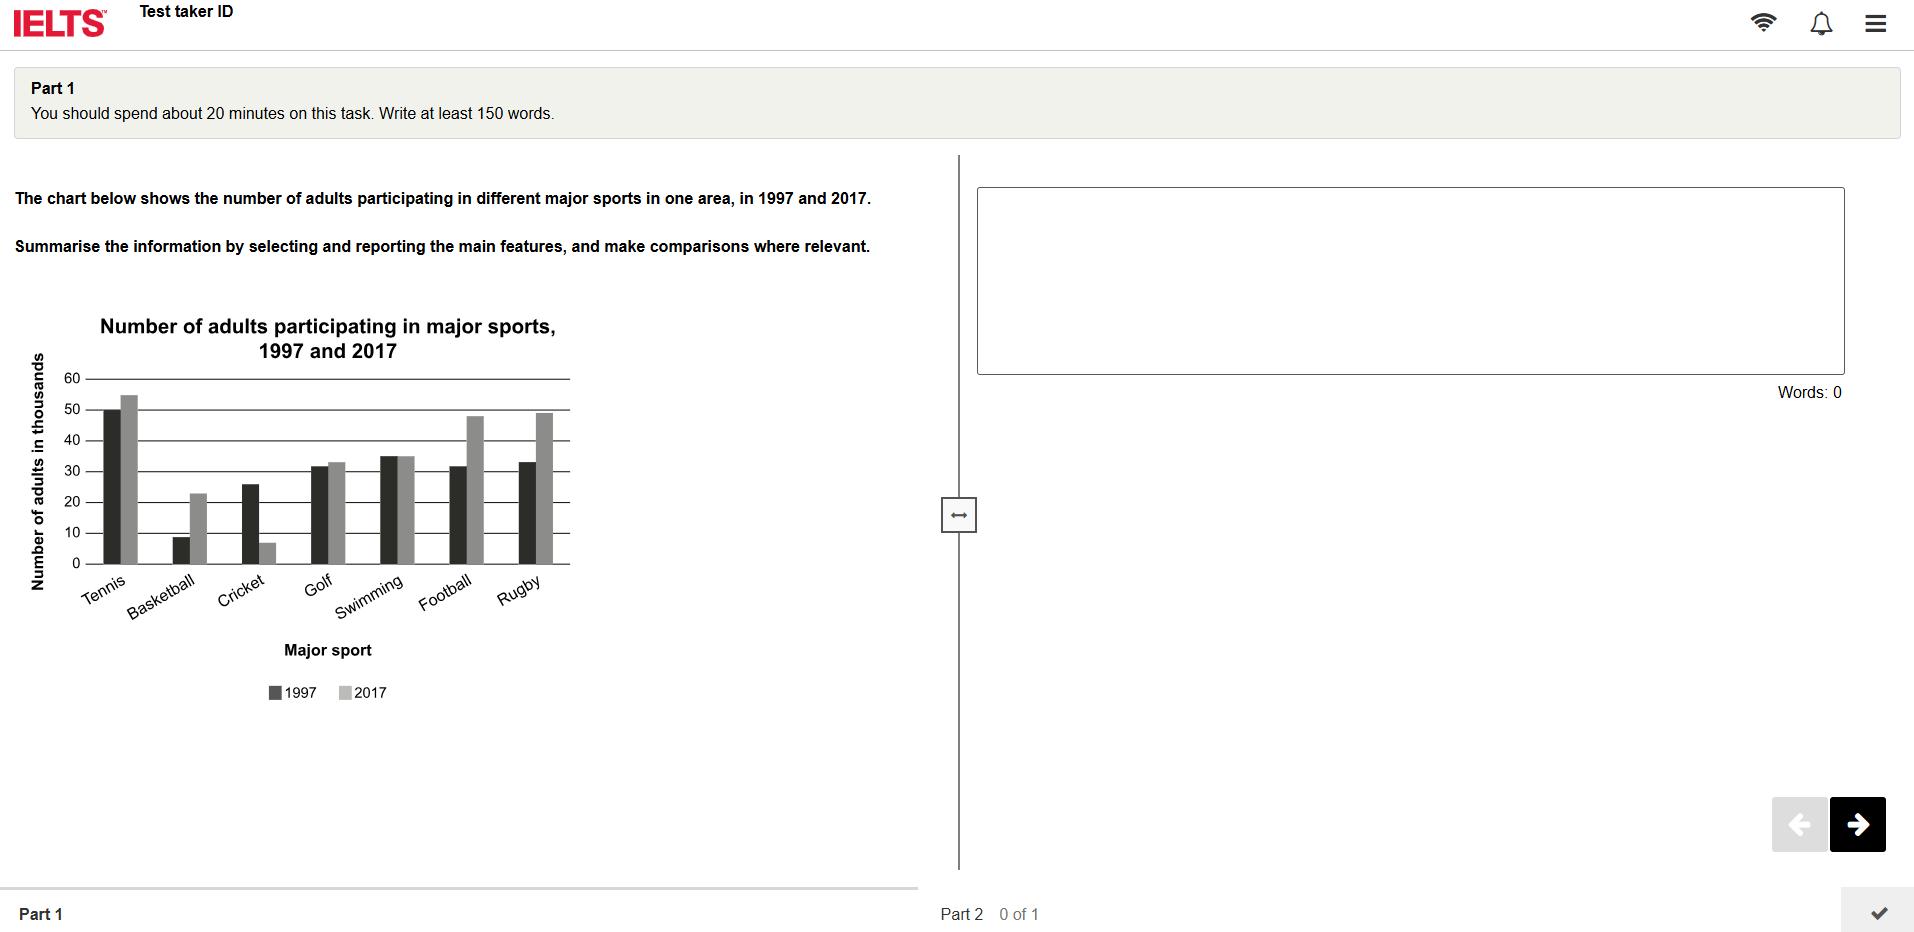 IELTS™
Test taker ID
Part 1
You should spend about 20 minutes on this task. Write at least 150 words.
The chart below shows the number of adults participating in different major sports in one area, in 1997 and 2017.
Summarise the information by selecting and reporting the main features, and make comparisons where relevant.
Number of adults participating in major sports,
1997 and 2017
Number of adults in thousands
60
50
40
30
20
10
0
Tennis
Basketball
Cricket
Golf
Swimming
Football
Rugby
Major sport
1997
2017
Words: 0
Part 1
Part 2 0 of 1